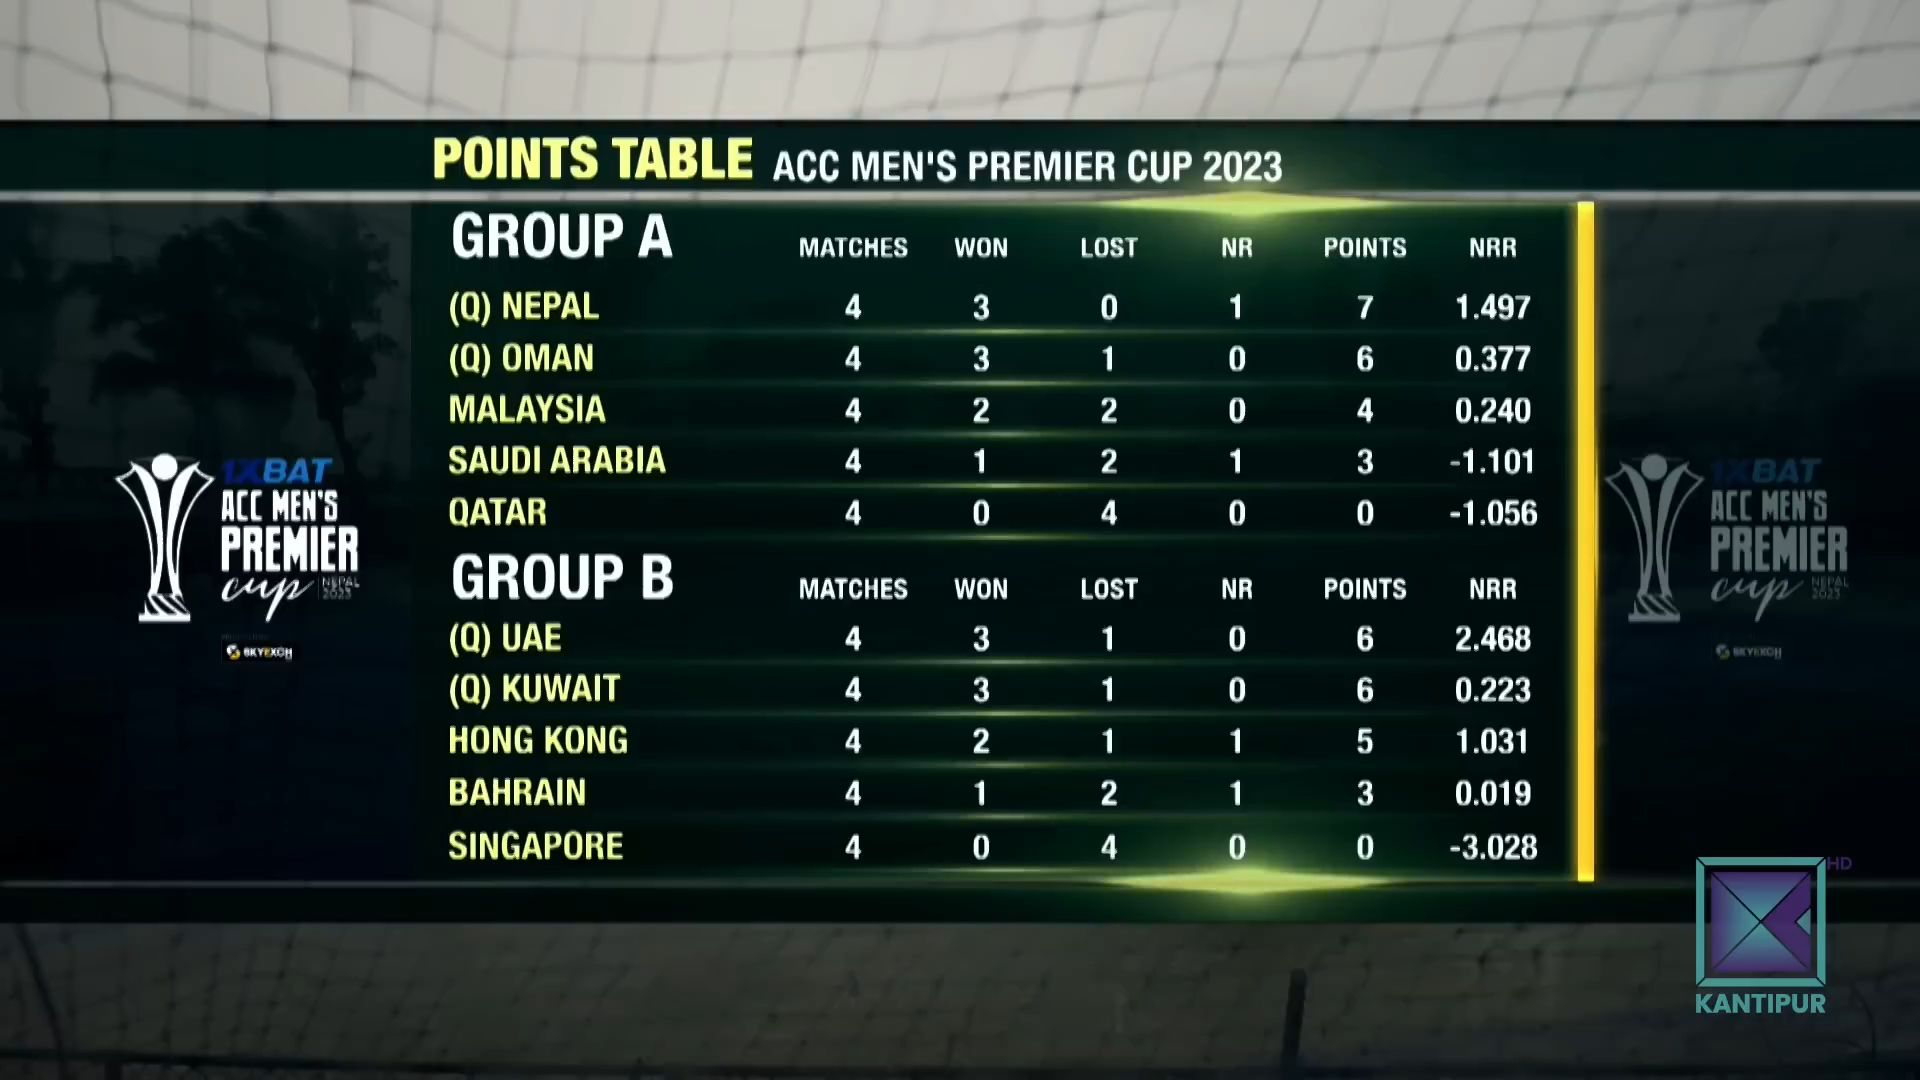 POINTS TABLE ACC MEN'S PREMIER CUP 2023
GROUP A MATCHES WON LOST NR POINTS NRR
(Q) NEPAL 4 3 0 1 7 1.497
(Q) OMAN 4 3 1 0 6 0.377
MALAYSIA 4 2 2 0 4 0.240
SAUDI ARABIA 4 1 2 1 3 -1.101
QATAR 4 0 4 0 0 -1.056
GROUP B MATCHES WON LOST NR POINTS NRR
(Q) UAE 4 3 1 0 6 2.468
(Q) KUWAIT 4 3 1 0 6 0.223
HONG KONG 4 2 1 1 5 1.031
BAHRAIN 4 1 2 1 3 0.019
SINGAPORE 4 0 4 0 0 -3.028
1XBAT
ACC MEN'S
PREMIER
cup NEPAL
2023
SKYEXCH
1XBAT
ACC MEN'S
PREMIER
cup NEPAL
2023
SKYEXCH
HD
KANTIPUR